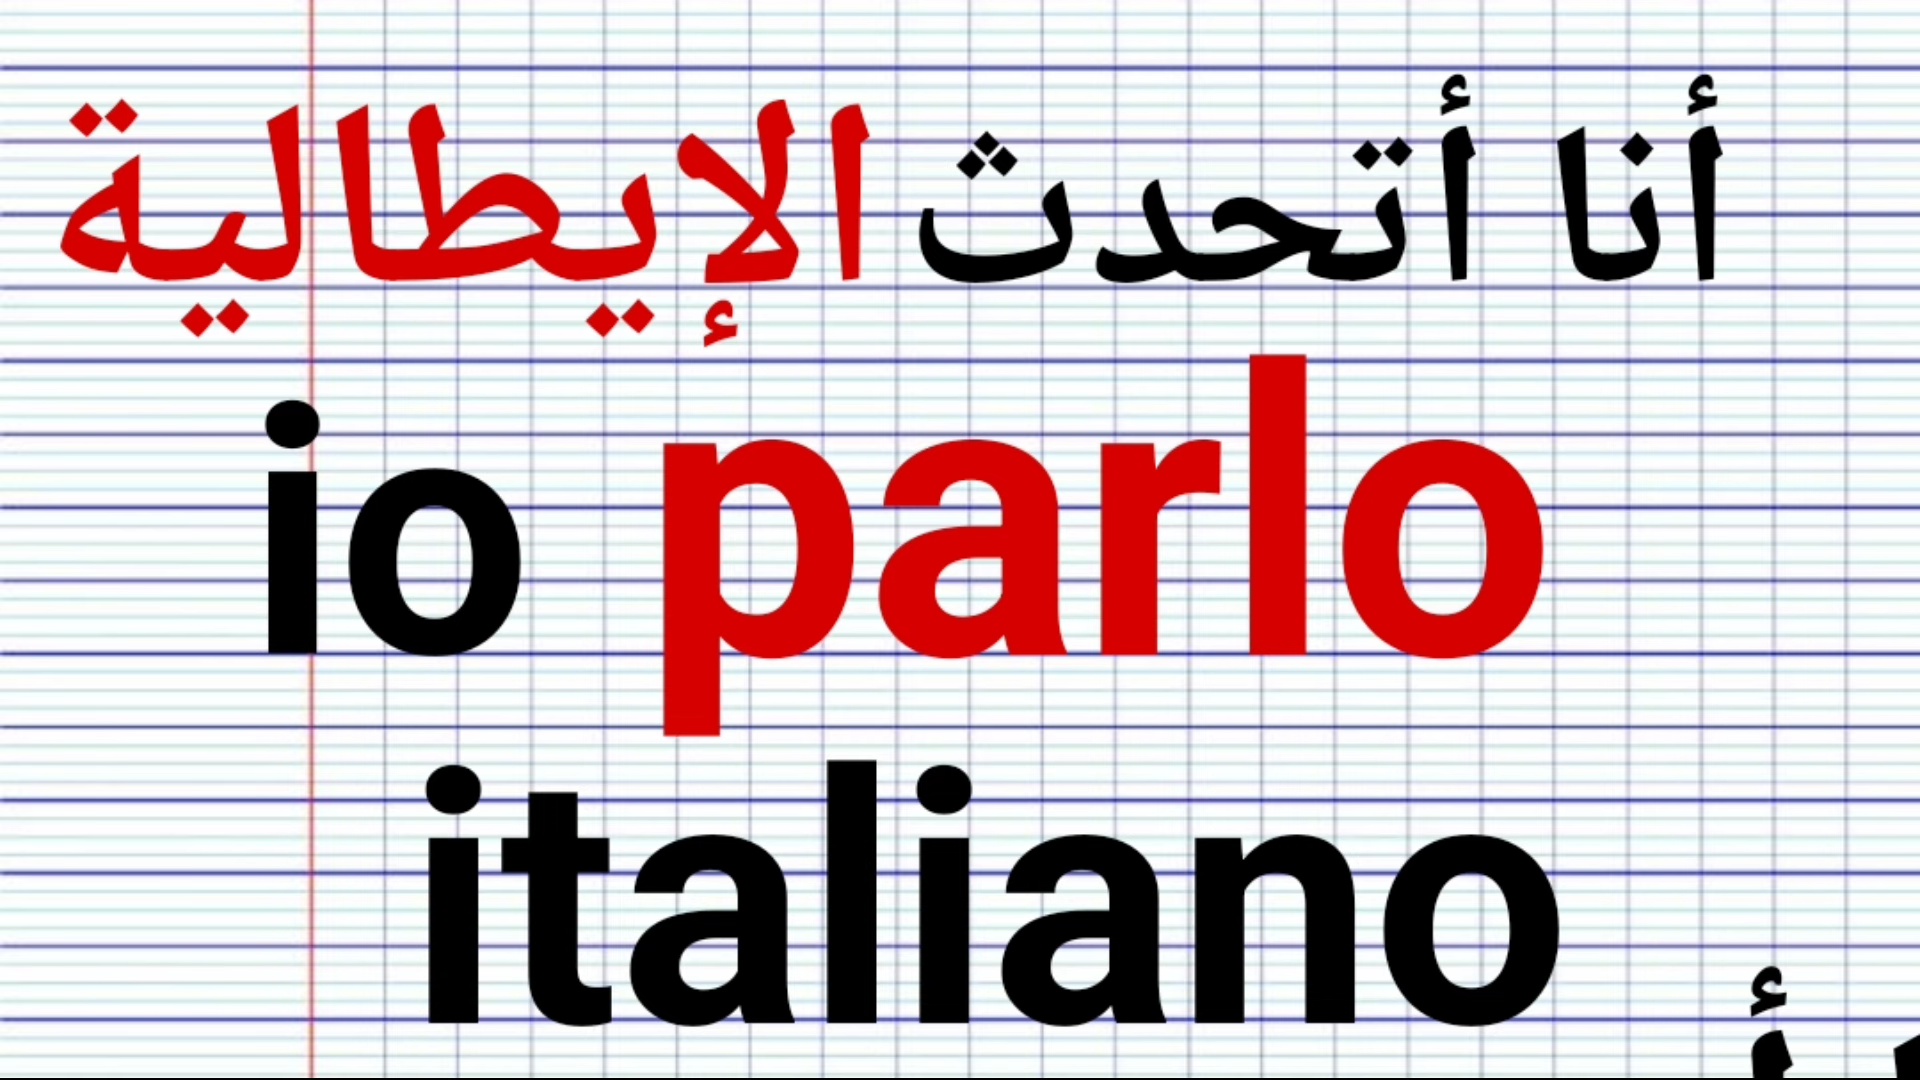 أنا أتحدث الإيطالية
io parlo
italiano